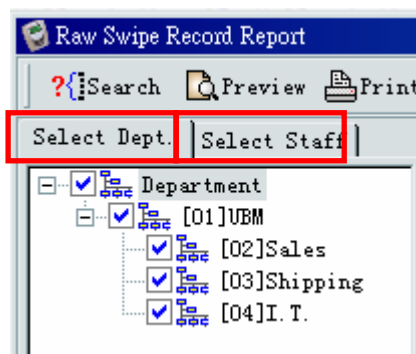 Raw Swipe Record Report
?{Search Preview Print
Select Dept. Select Staff
Department
[01]UBM
[02]Sales
[03]Shipping
[04]I.T.